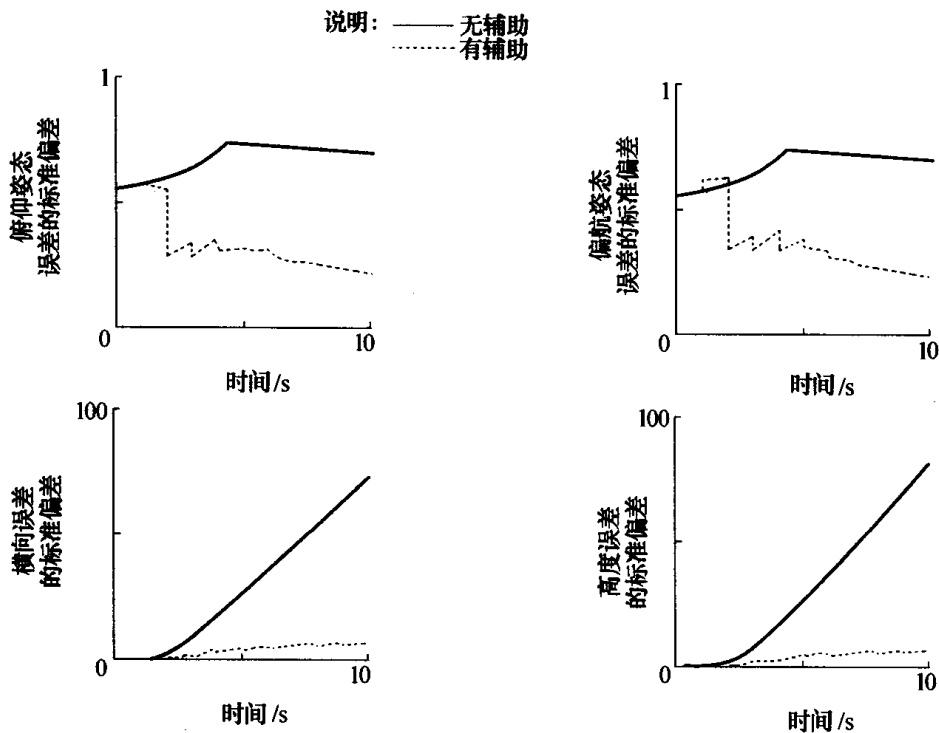 说明: 无辅助
有辅助
1
俯仰姿态
误差的标准偏差
0
10
时间/s
1
偏航姿态
误差的标准偏差
0
10
时间/s
100
横向误差
的标准偏差
0
10
时间/s
100
高度误差
的标准偏差
0
10
时间/s